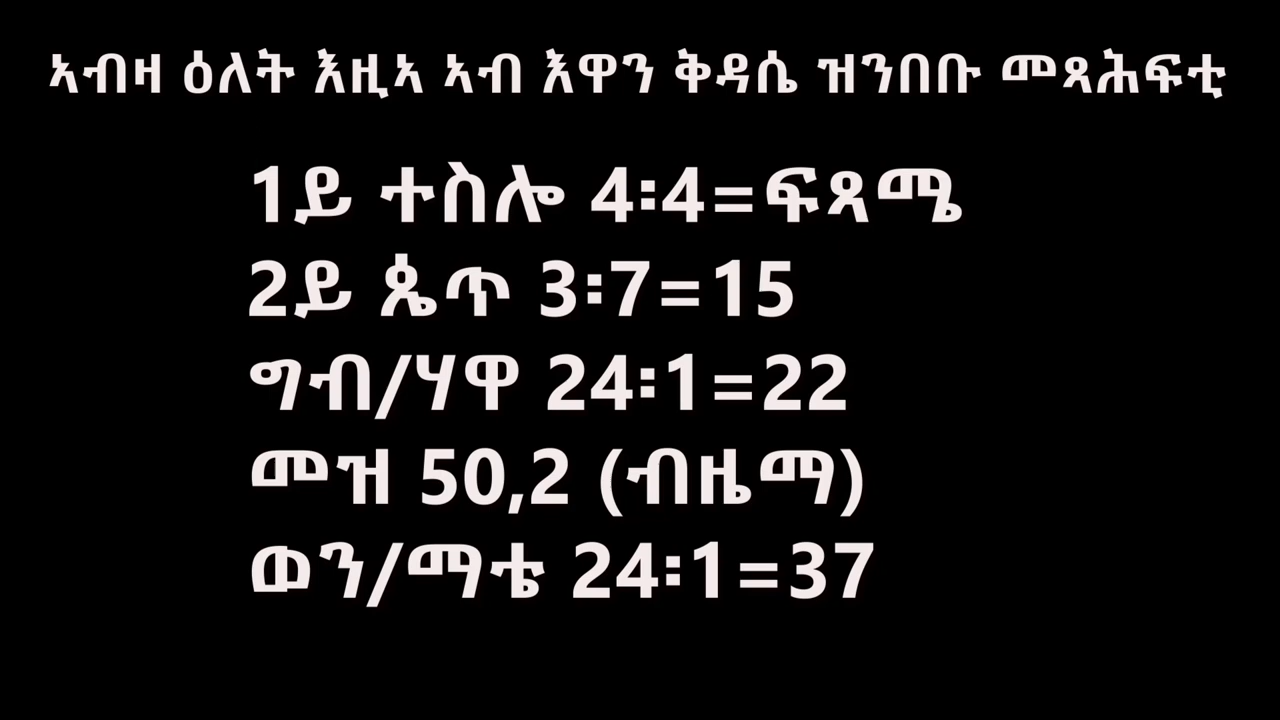 ኣብዛ ዕለት እዚኣ ኣብ እዋን ቅዳሴ ዝንበቡ መጻሕፍቲ
1ይ ተስሎ 4፡4=ፍጻሜ
2ይ ጴጥ 3፡7=15
ግብ/ሃዋ 24፡1=22
መዝ 50,2 (ብዜማ)
ወን/ማቴ 24፡1=37